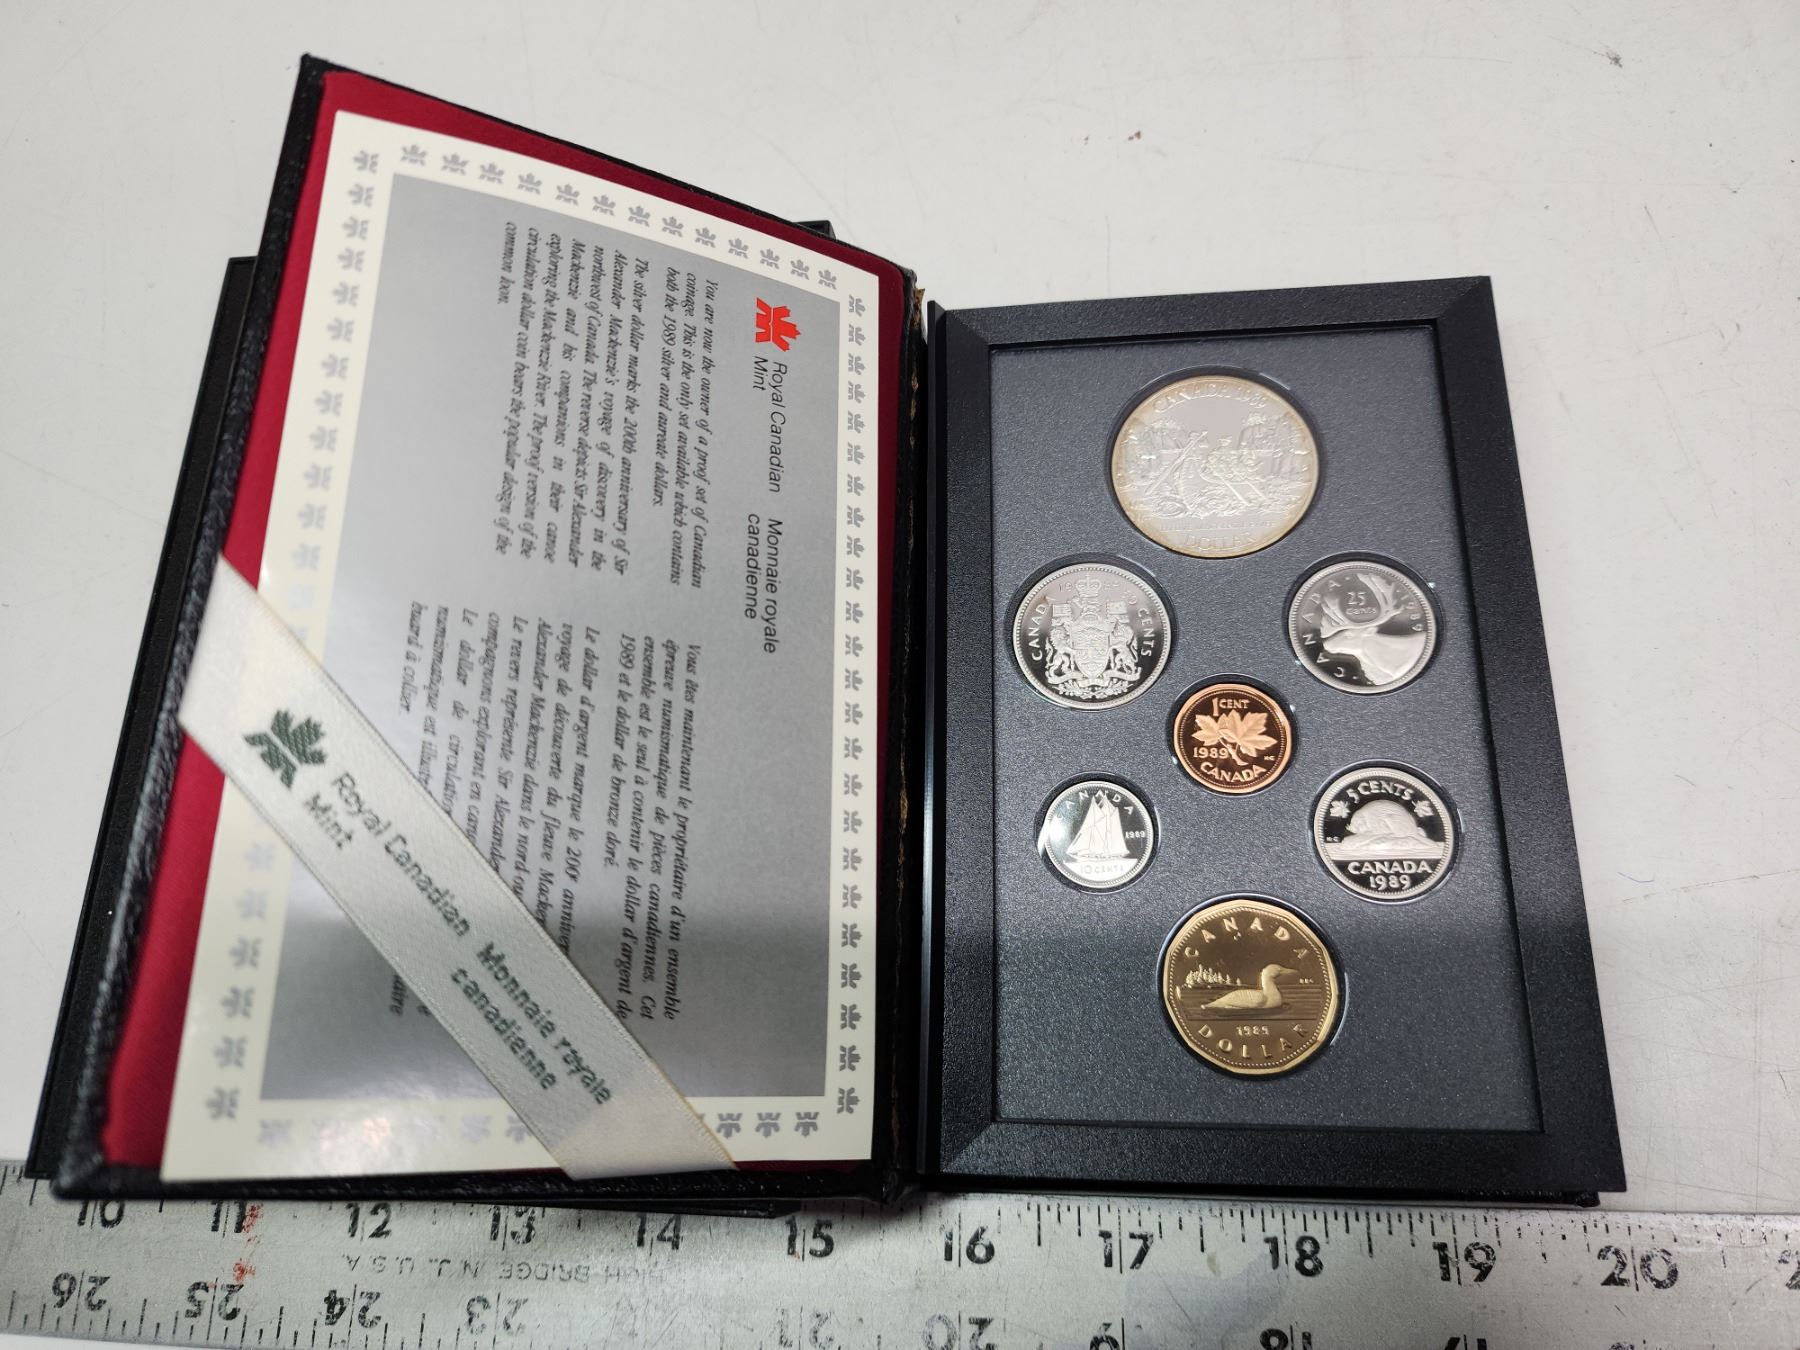 Royal Canadian
Mint
Monnaie royale
canadienne
You are now the owner of a proof set of Canadian
coinage. This is the only set available which contains
both the 1989 silver and aureate dollars.
The silver dollar marks the 200th anniversary of Sir
Alexander Mackenzie's voyage of discovery in the
northwest of Canada. The reverse depicts Sir Alexander
Mackenzie and his companions in their canoe
exploring the Mackenzie River. The proof version of the
circulation dollar coin bears the popular design of the
common loon.
Vous êtes maintenant le propriétaire d'un ensemble
épreuve numismatique de pièces canadiennes. Cet
ensemble est le seul à contenir le dollar d'argent de
1989 et le dollar de bronze doré.
Le dollar d'argent marque le 200e
voyage de découverte du fleuve
Alexander Mackenzie dans le nord
Le revers représente Sir Alexander
compagnons explorant en
Le dollar de
numismatique est
huard à collier.
Royal Canadian
Mint
Monnaie royale
canadienne
CANADA 1989
DOLLAR
CANADA
50 CENTS
CANADA 1989
25
cents
1 CENT
1989
CANADA
CANADA
1989
10 CENTS
5 CENTS
CANADA
1989
CANADA
1989
DOLLAR
10 11 12 13 14 15 16 17 18 19 20
HIGH BRIDGE N.J., U.S.A.
26 25 24 23 21 20 19 18 17